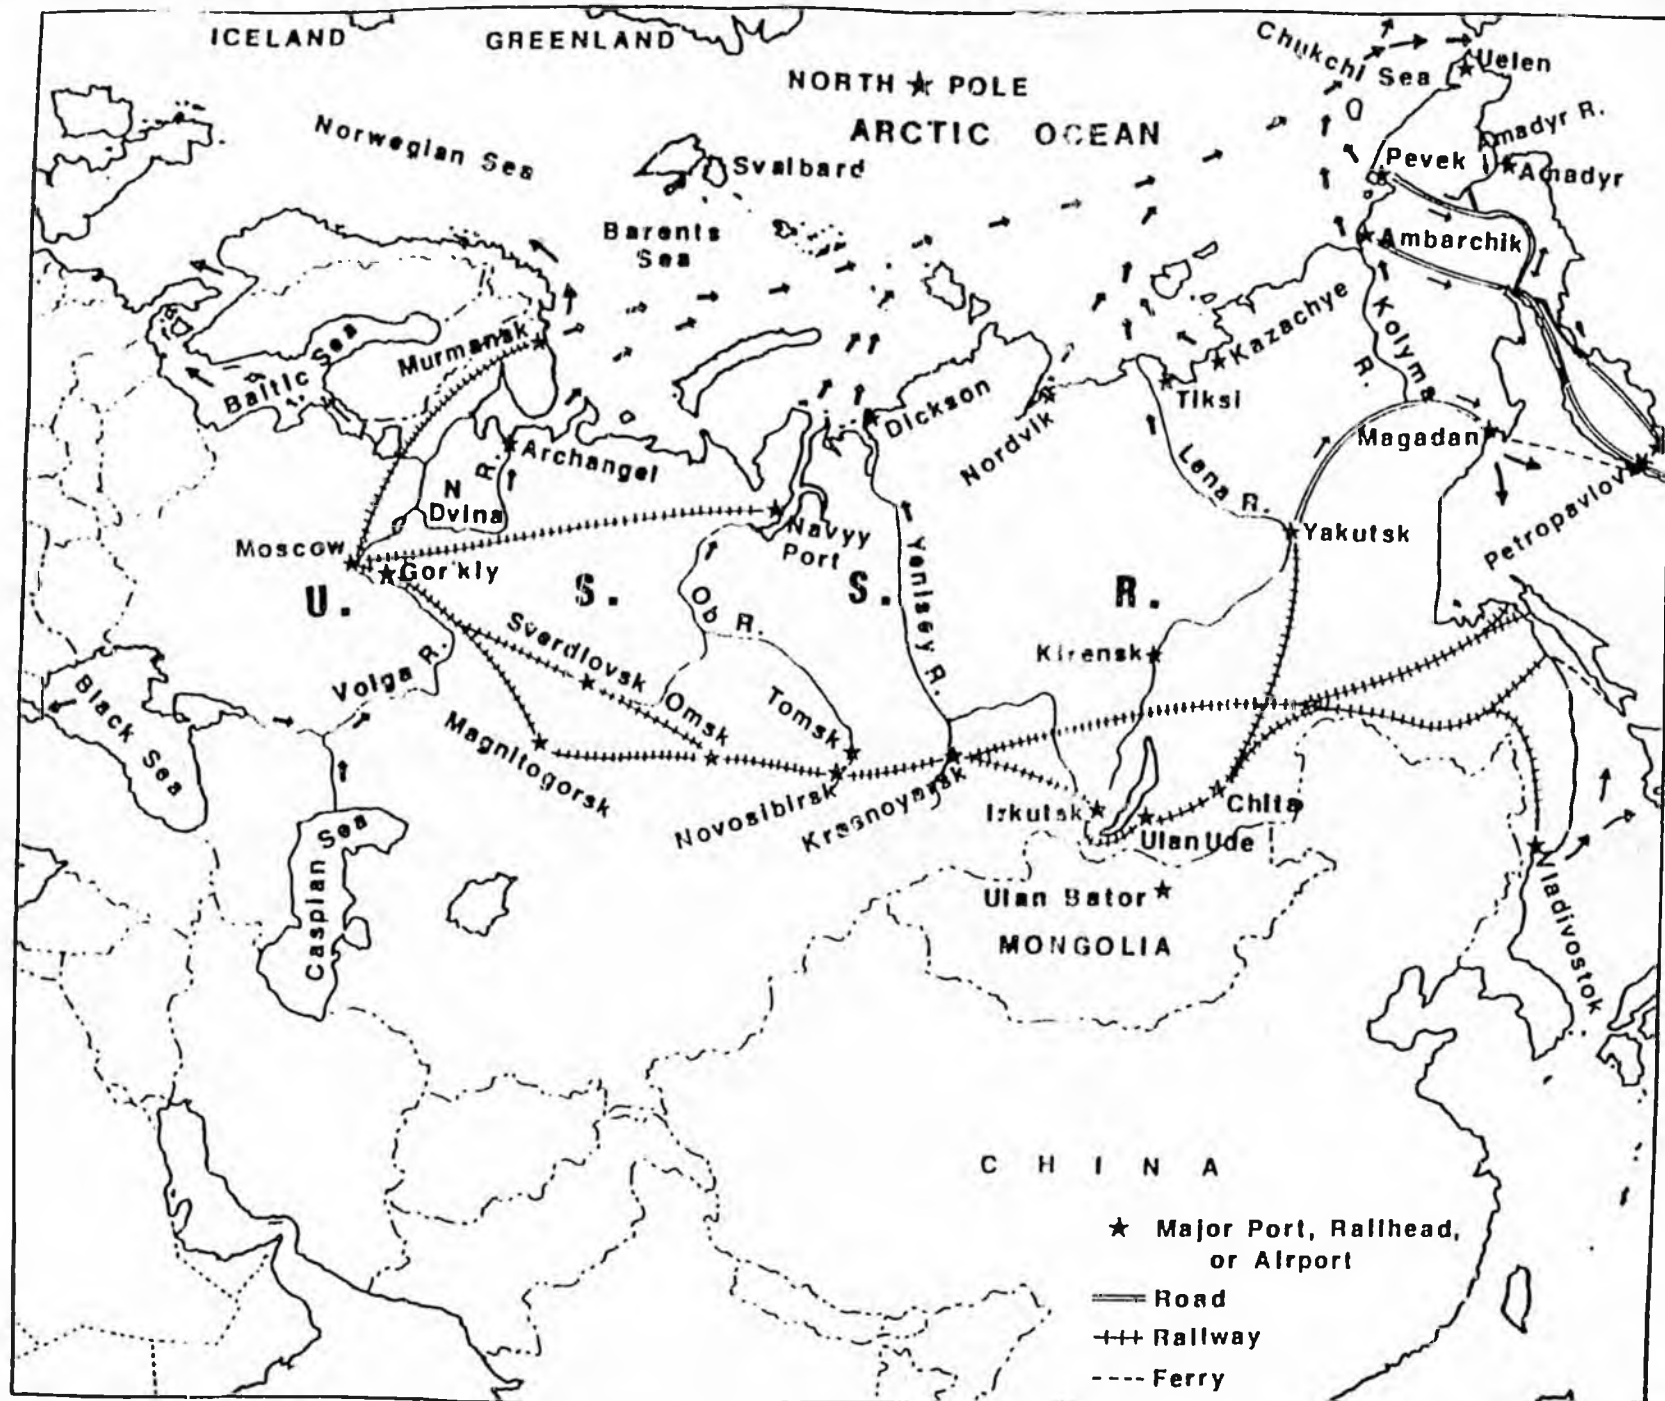 ICELAND
GREENLAND
NORTH ★ POLE
ARCTIC OCEAN
Chukchi Sea
Uelen
Amadyr R.
Norwegian Sea
Svalbard
Pevek
Amadyr
Barents
Sea
Ambarchik
Kazachye
Kolyma
R.
Murmansk
Baltic Sea
Tiksi
Dickson
Nordvik
Magadan
Archangel
N
Dvina
R.
Lena R.
Petropavlov
Moscow
Gor'kiy
Navyy
Port
Yakutsk
U. S. S. R.
Ob R.
Yenisey R.
Sverdlovsk
Kirensk
Volga R.
Black Sea
Omsk
Tomsk
Magnitogorsk
Novosibirsk
Krasnoyarsk
Irkutsk
Chita
Ulan Ude
Caspian Sea
Ulan Bator
MONGOLIA
Vladivostok
CHINA
★ Major Port, Railhead,
or Airport
Road
Railway
Ferry